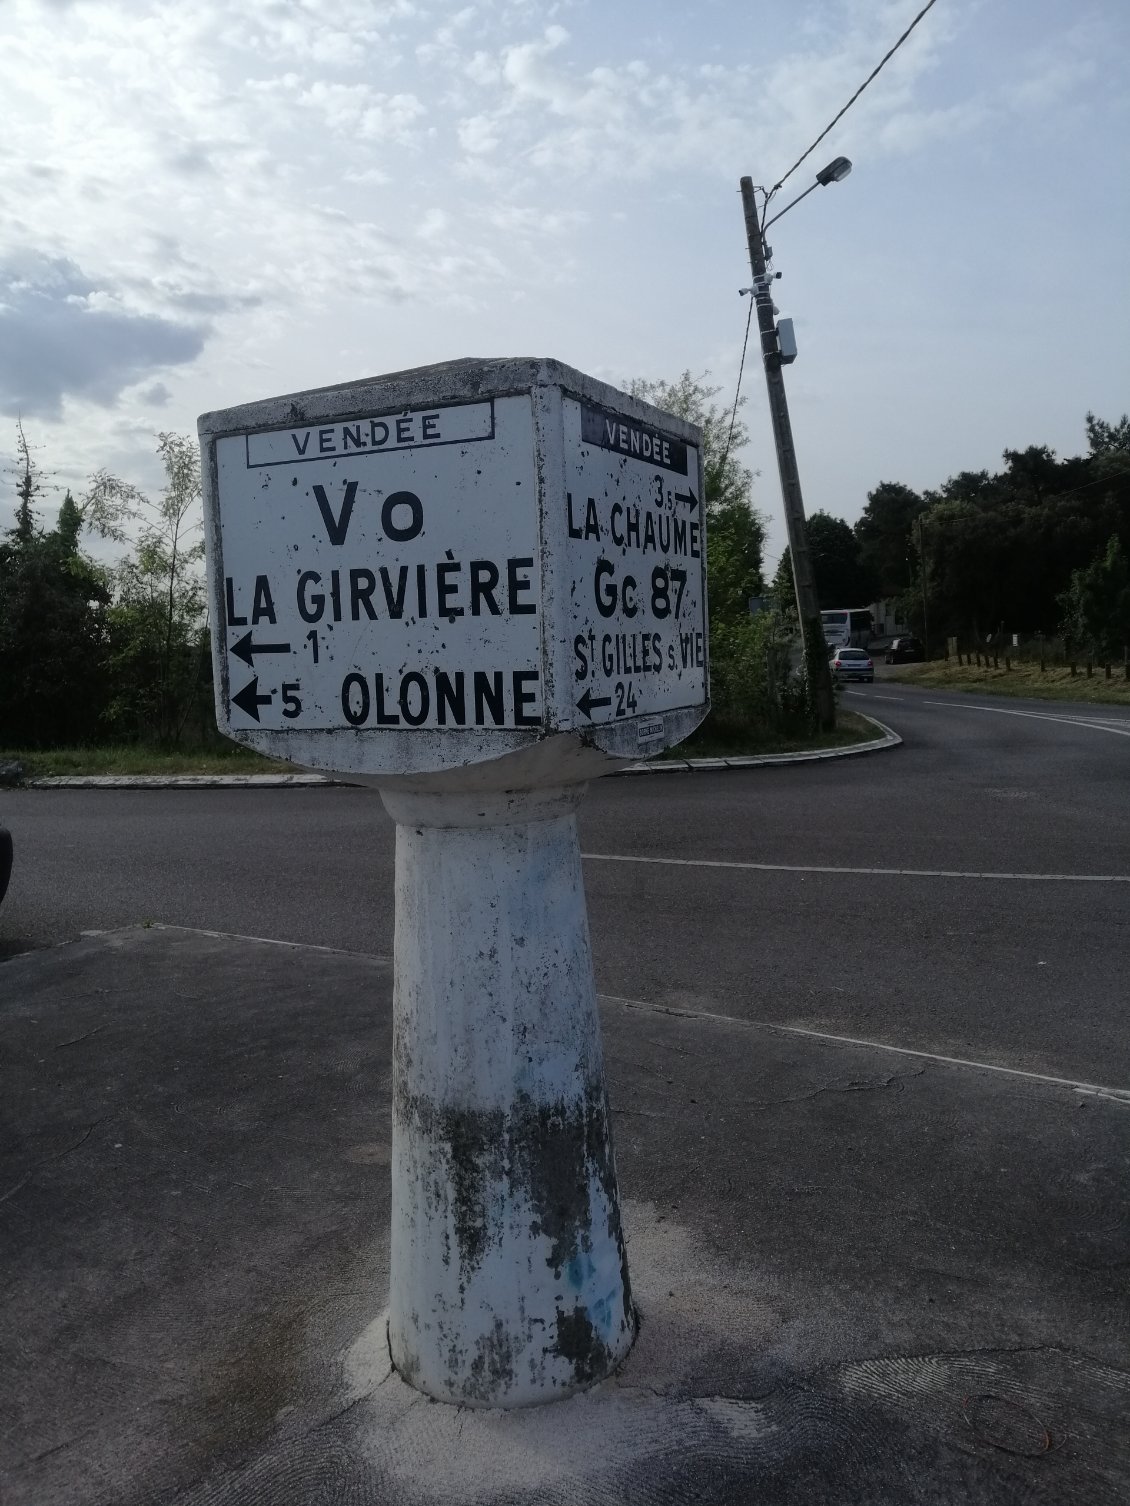 VENDÉE
Vo
LA GIRVIÈRE
← 1
← 5 OLONNE
VENDÉE
3,5 →
LA CHAUME
Gc 87
St GILLES s. VIE
← 24